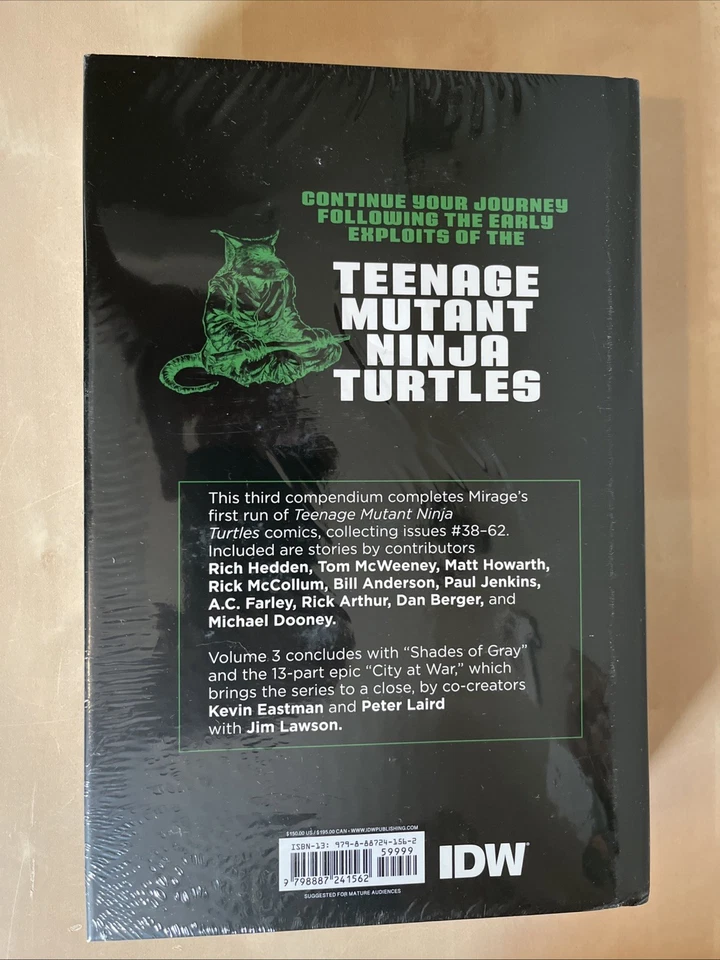 CONTINUE YOUR JOURNEY
FOLLOWING THE EARLY
EXPLOITS OF THE
TEENAGE
MUTANT
NINJA
TURTLES
This third compendium completes Mirage's
first run of Teenage Mutant Ninja
Turtles comics, collecting issues #38–62.
Included are stories by contributors
Rich Hedden, Tom McWeeney, Matt Howarth,
Rick McCollum, Bill Anderson, Paul Jenkins,
A.C. Farley, Rick Arthur, Dan Berger, and
Michael Dooney.
Volume 3 concludes with “Shades of Gray”
and the 13-part epic “City at War,” which
brings the series to a close, by co-creators
Kevin Eastman and Peter Laird
with Jim Lawson.
$150.00 US / $195.00 CAN • WWW.IDWPUBLISHING.COM
ISBN-13: 979-8-88724-156-2
59999
9 798887 241562
IDW
SUGGESTED FOR MATURE AUDIENCES